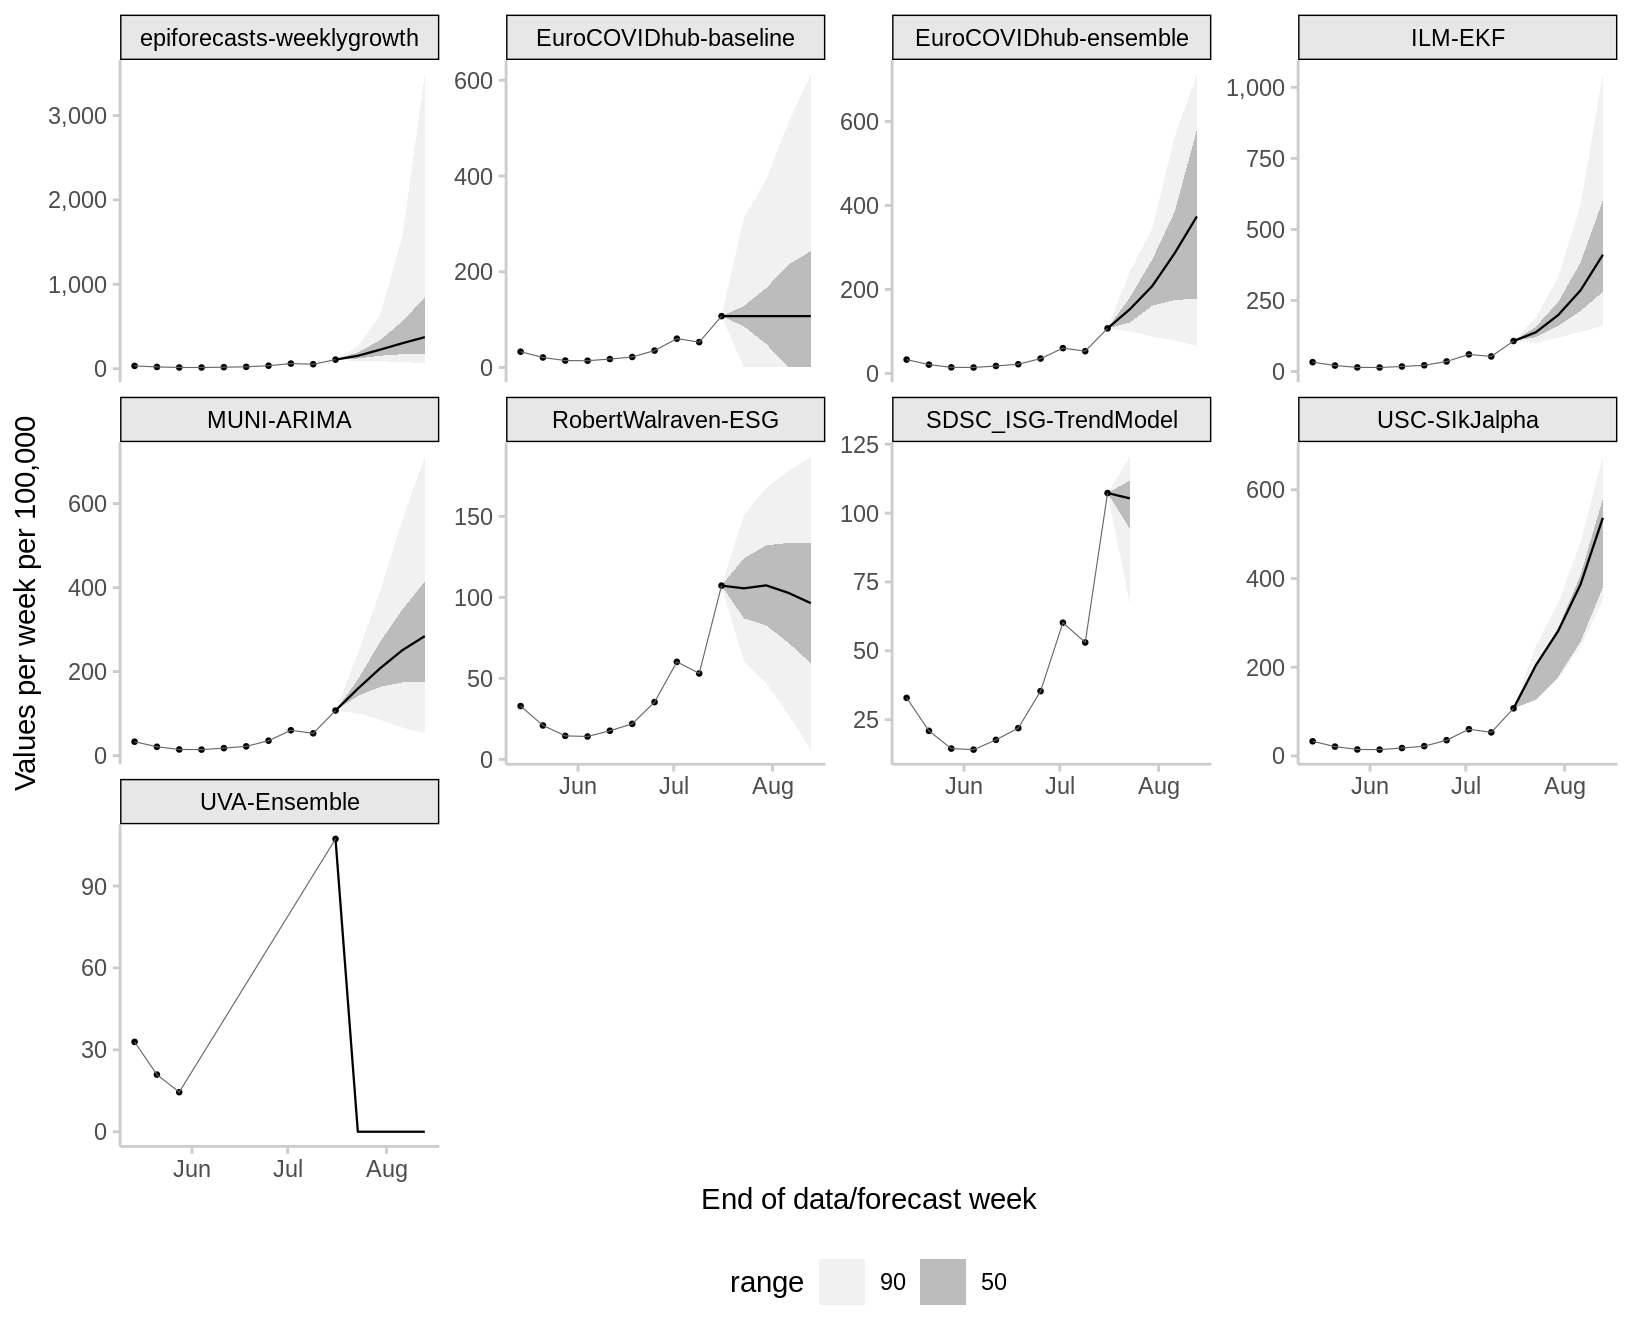 epiforecasts-weeklygrowth
EuroCOVIDhub-baseline
EuroCOVIDhub-ensemble
ILM-EKF
3,000
2,000
1,000
0
600
400
200
0
600
400
200
0
1,000
750
500
250
0
MUNI-ARIMA
RobertWalraven-ESG
SDSC_ISG-TrendModel
USC-SIkJalpha
600
400
200
0
150
100
50
0
Jun Jul Aug
125
100
75
50
25
Jun Jul Aug
600
400
200
0
Jun Jul Aug
UVA-Ensemble
90
60
30
0
Jun Jul Aug
Values per week per 100,000
End of data/forecast week
range 90 50